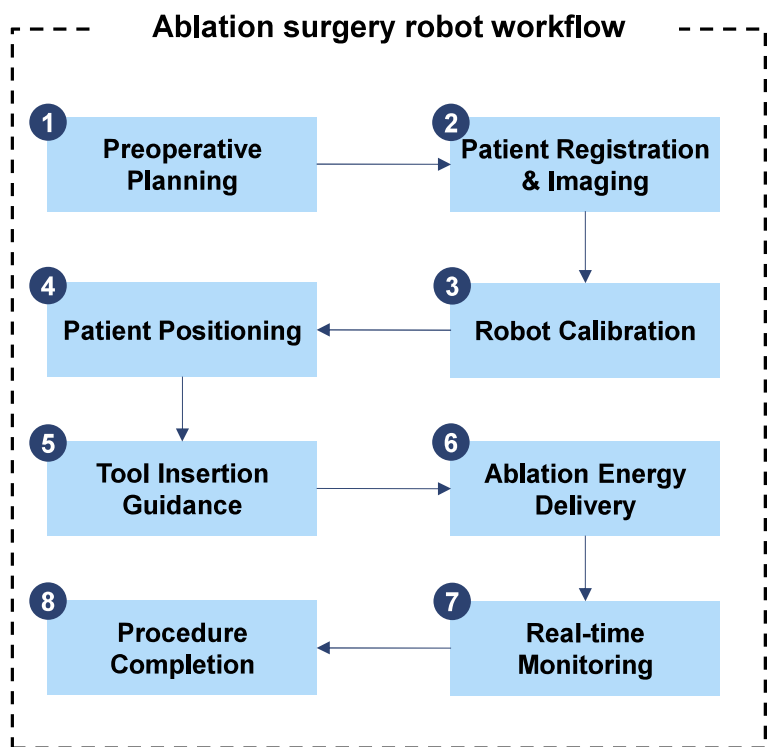 Ablation surgery robot workflow
1
Preoperative
Planning
2
Patient Registration
& Imaging
3
Robot Calibration
4
Patient Positioning
5
Tool Insertion
Guidance
6
Ablation Energy
Delivery
7
Real-time
Monitoring
8
Procedure
Completion